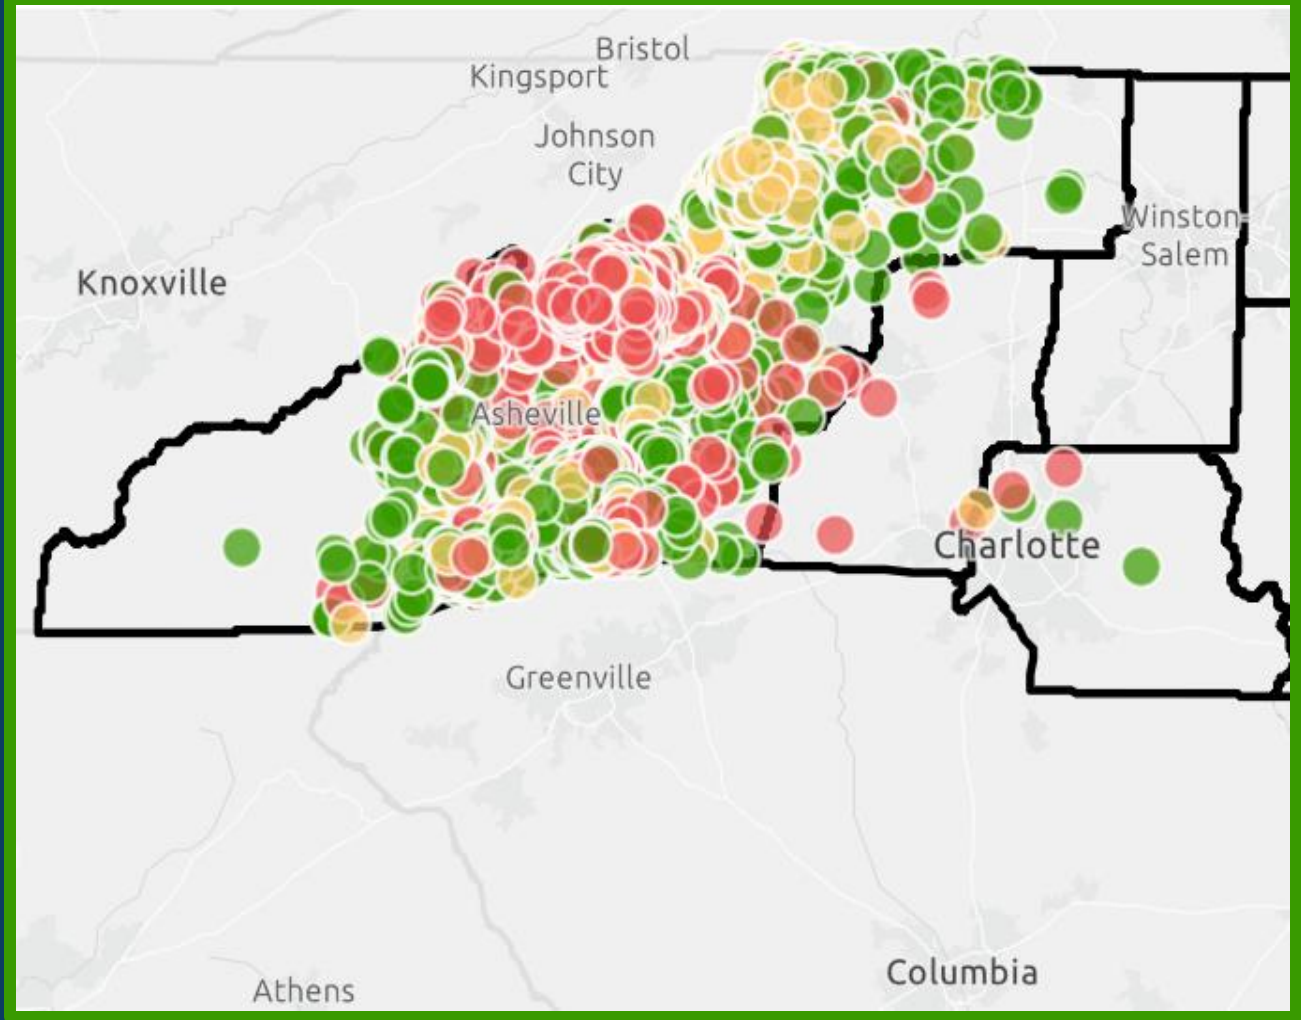 Bristol
Kingsport
Johnson
City
Winston-
Salem
Knoxville
Asheville
Charlotte
Greenville
Columbia
Athens